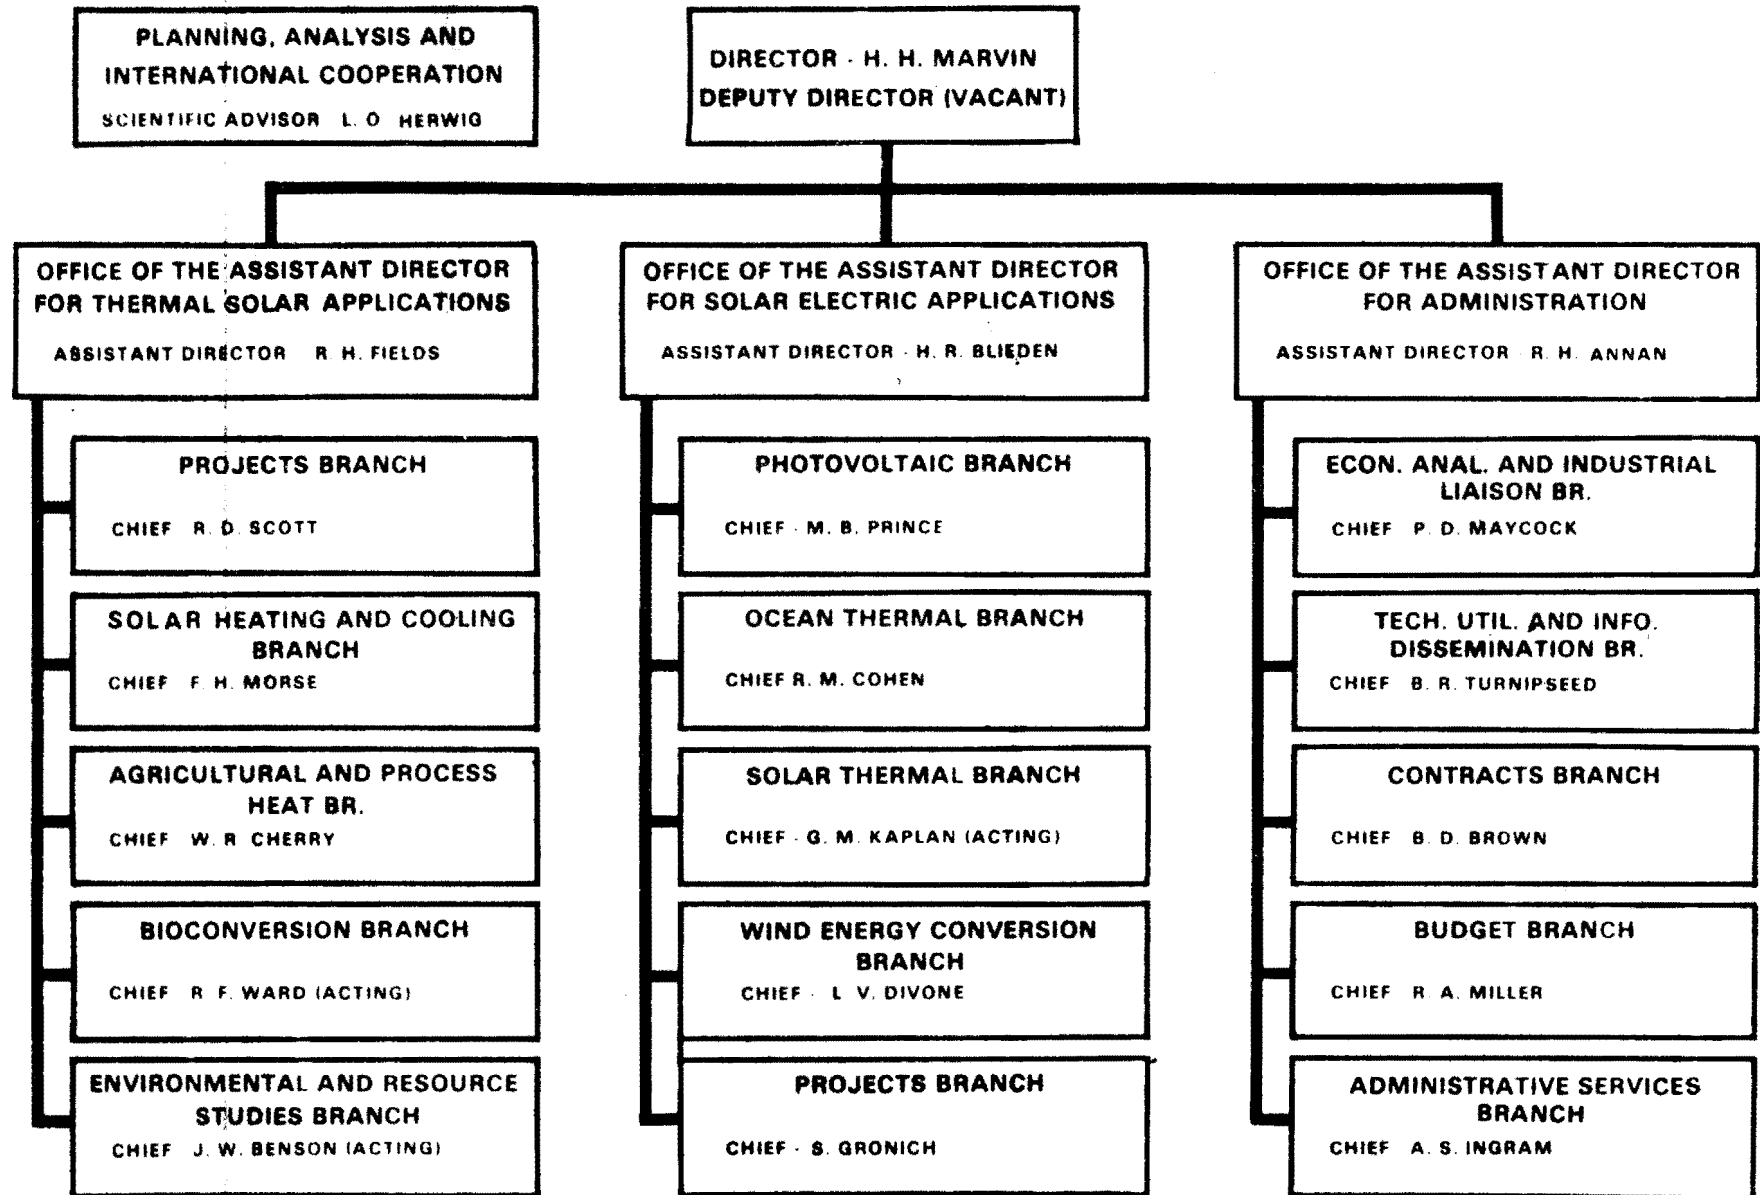 PLANNING, ANALYSIS AND
INTERNATIONAL COOPERATION
SCIENTIFIC ADVISOR L. O HERWIG
DIRECTOR - H. H. MARVIN
DEPUTY DIRECTOR (VACANT)
OFFICE OF THE ASSISTANT DIRECTOR
FOR THERMAL SOLAR APPLICATIONS
ASSISTANT DIRECTOR R. H. FIELDS
PROJECTS BRANCH
CHIEF R. D. SCOTT
SOLAR HEATING AND COOLING
BRANCH
CHIEF F. H. MORSE
AGRICULTURAL AND PROCESS
HEAT BR.
CHIEF W. R CHERRY
BIOCONVERSION BRANCH
CHIEF R F. WARD (ACTING)
ENVIRONMENTAL AND RESOURCE
STUDIES BRANCH
CHIEF J. W. BENSON (ACTING)
OFFICE OF THE ASSISTANT DIRECTOR
FOR SOLAR ELECTRIC APPLICATIONS
ASSISTANT DIRECTOR - H. R. BLIEDEN
PHOTOVOLTAIC BRANCH
CHIEF - M. B. PRINCE
OCEAN THERMAL BRANCH
CHIEF R. M. COHEN
SOLAR THERMAL BRANCH
CHIEF - G. M. KAPLAN (ACTING)
WIND ENERGY CONVERSION
BRANCH
CHIEF - L V. DIVONE
PROJECTS BRANCH
CHIEF - S. GRONICH
OFFICE OF THE ASSISTANT DIRECTOR
FOR ADMINISTRATION
ASSISTANT DIRECTOR R. H. ANNAN
ECON. ANAL. AND INDUSTRIAL
LIAISON BR.
CHIEF P. D. MAYCOCK
TECH. UTIL. AND INFO.
DISSEMINATION BR.
CHIEF B. R. TURNIPSEED
CONTRACTS BRANCH
CHIEF B. D. BROWN
BUDGET BRANCH
CHIEF R. A. MILLER
ADMINISTRATIVE SERVICES
BRANCH
CHIEF A. S. INGRAM